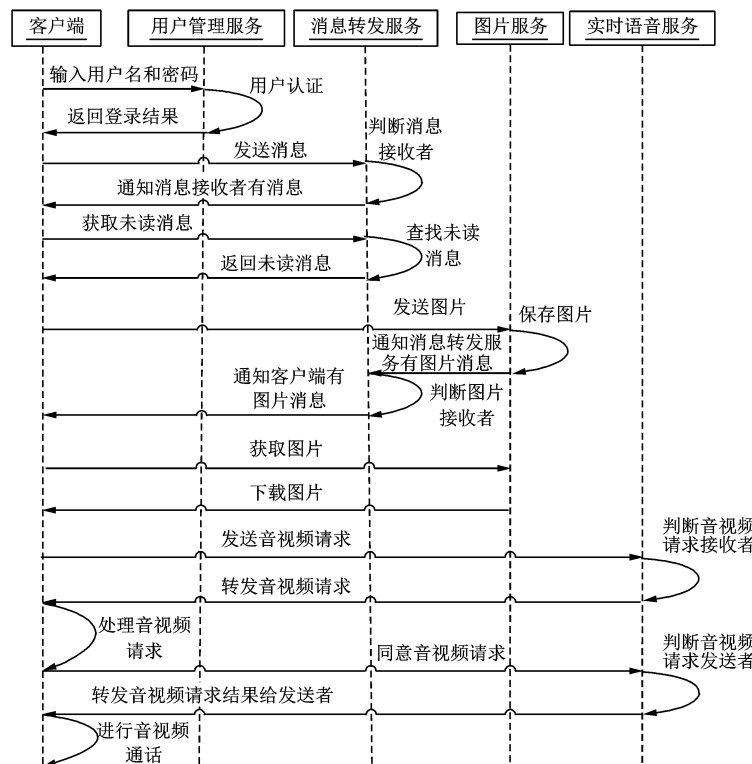 客户端
用户管理服务
消息转发服务
图片服务
实时语音服务
输入用户名和密码
用户认证
返回登录结果
判断消息
接收者
发送消息
通知消息接收者有消息
获取未读消息
查找未读
消息
返回未读消息
发送图片
保存图片
通知消息转发服
务有图片消息
通知客户端有
图片消息
判断图片
接收者
获取图片
下载图片
发送音视频请求
判断音视频
请求接收者
转发音视频请求
处理音视频
请求
同意音视频请求
判断音视频
请求发送者
转发音视频请求结果给发送者
进行音视频
通话